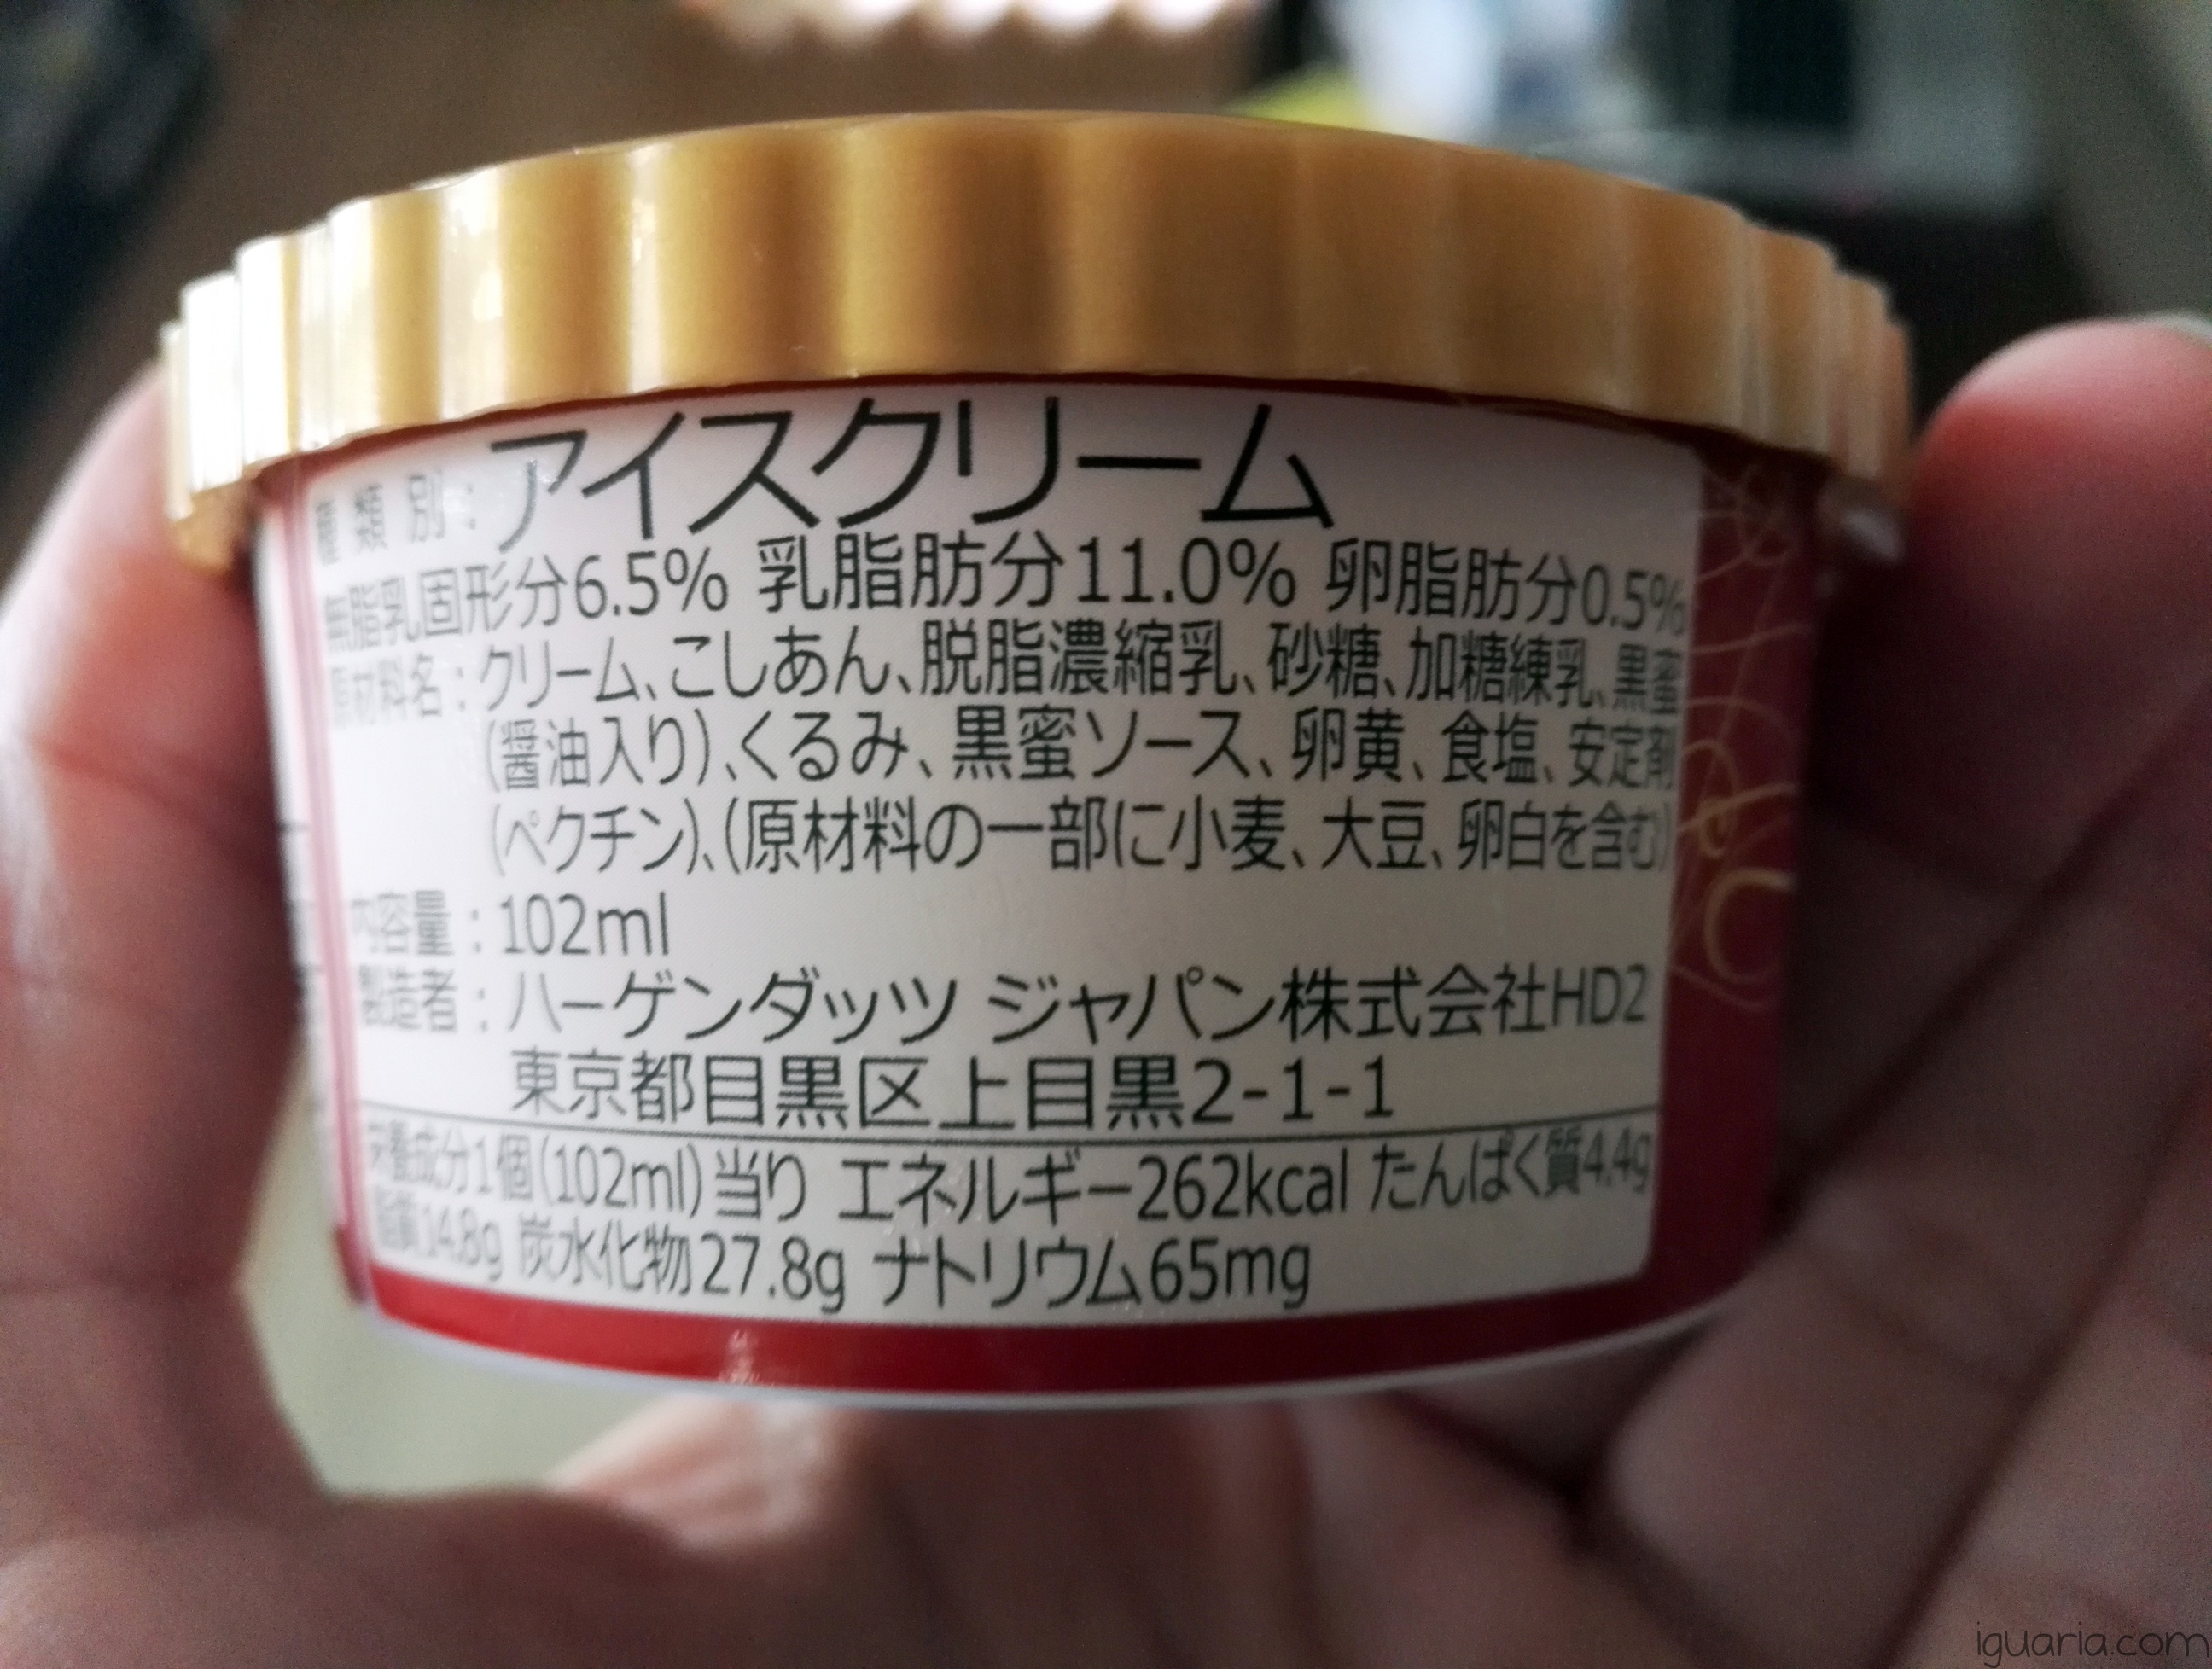 種類別：アイスクリーム
無脂乳固形分6.5% 乳脂肪分11.0% 卵脂肪分0.5%
原材料名：クリーム、こしあん、脱脂濃縮乳、砂糖、加糖練乳、黒蜜
(醤油入り)、くるみ、黒蜜ソース、卵黄、食塩、安定剤
(ペクチン)、(原材料の一部に小麦、大豆、卵白を含む)
内容量：102ml
製造者：ハーゲンダッツ ジャパン株式会社HD2
東京都目黒区上目黒2-1-1
栄養成分1個(102ml)当り エネルギー262kcal たんぱく質4.4g
脂質14.8g 炭水化物27.8g ナトリウム65mg
iguaria.com